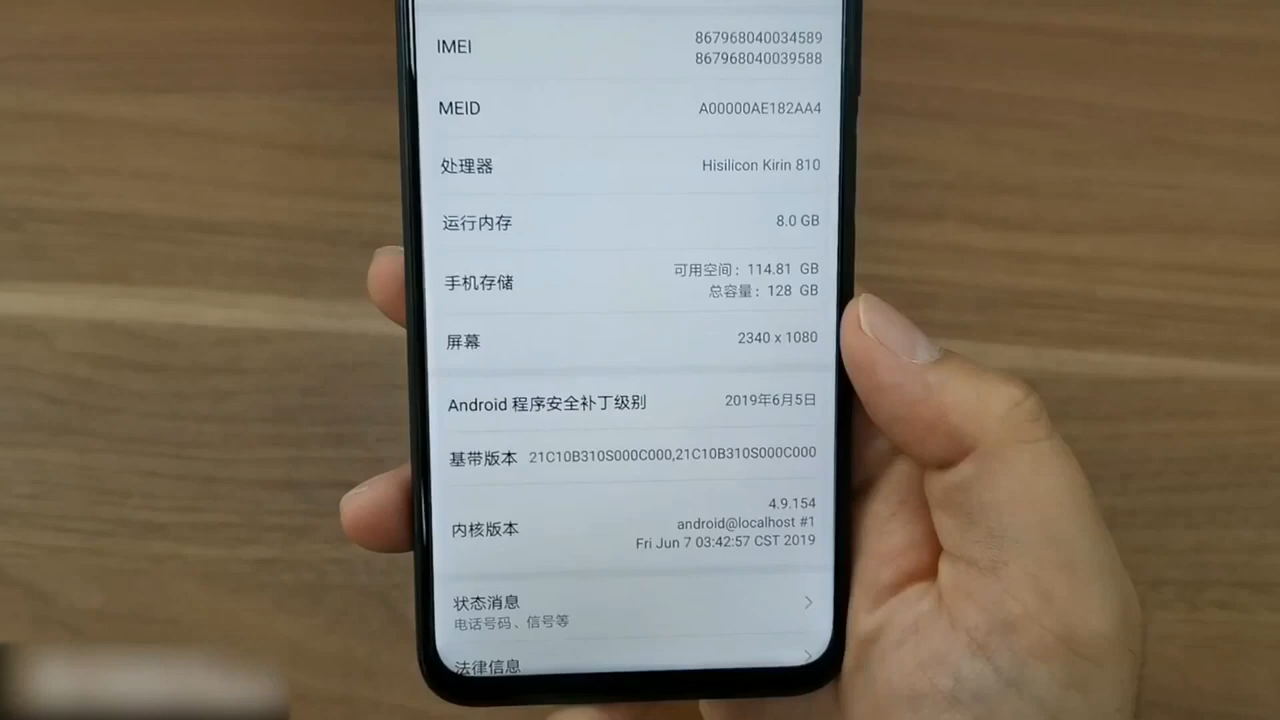 IMEI
867968040034589
867968040039588
MEID
A00000AE182AA4
处理器
Hisilicon Kirin 810
运行内存
8.0 GB
手机存储
可用空间：114.81 GB
总容量：128 GB
屏幕
2340 x 1080
Android 程序安全补丁级别
2019年6月5日
基带版本
21C10B310S000C000,21C10B310S000C000
内核版本
4.9.154
android@localhost #1
Fri Jun 7 03:42:57 CST 2019
状态消息
电话号码、信号等
法律信息